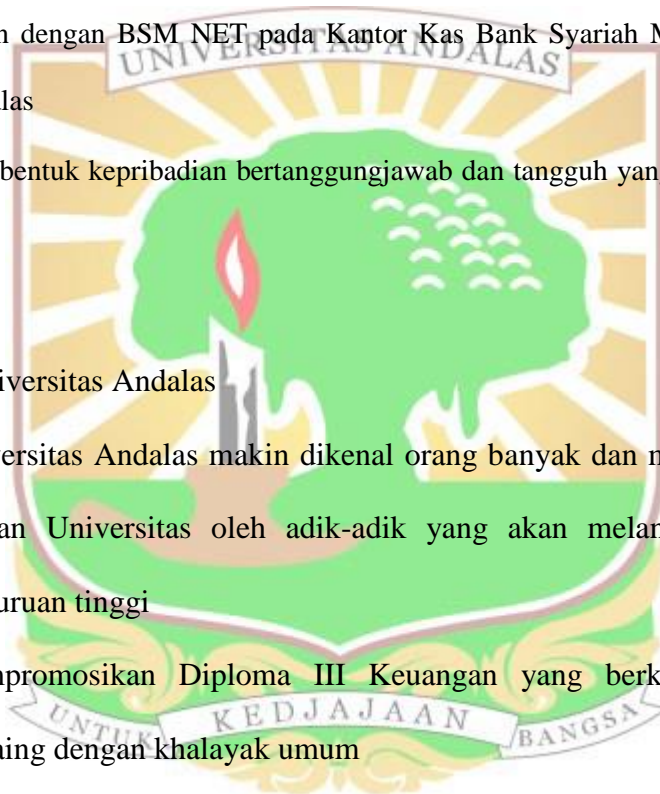 n dengan BSM NET pada Kantor Kas Bank Syariah M
UNIVERSITAS ANDALAS
las
bentuk kepribadian bertanggungjawab dan tangguh yan
iversitas Andalas
versitas Andalas makin dikenal orang banyak dan m
an Universitas oleh adik-adik yang akan melan
uruan tinggi
npromosikan Diploma III Keuangan yang berk
UNTUK KEDJAJAAN BANGSA
aing dengan khalayak umum